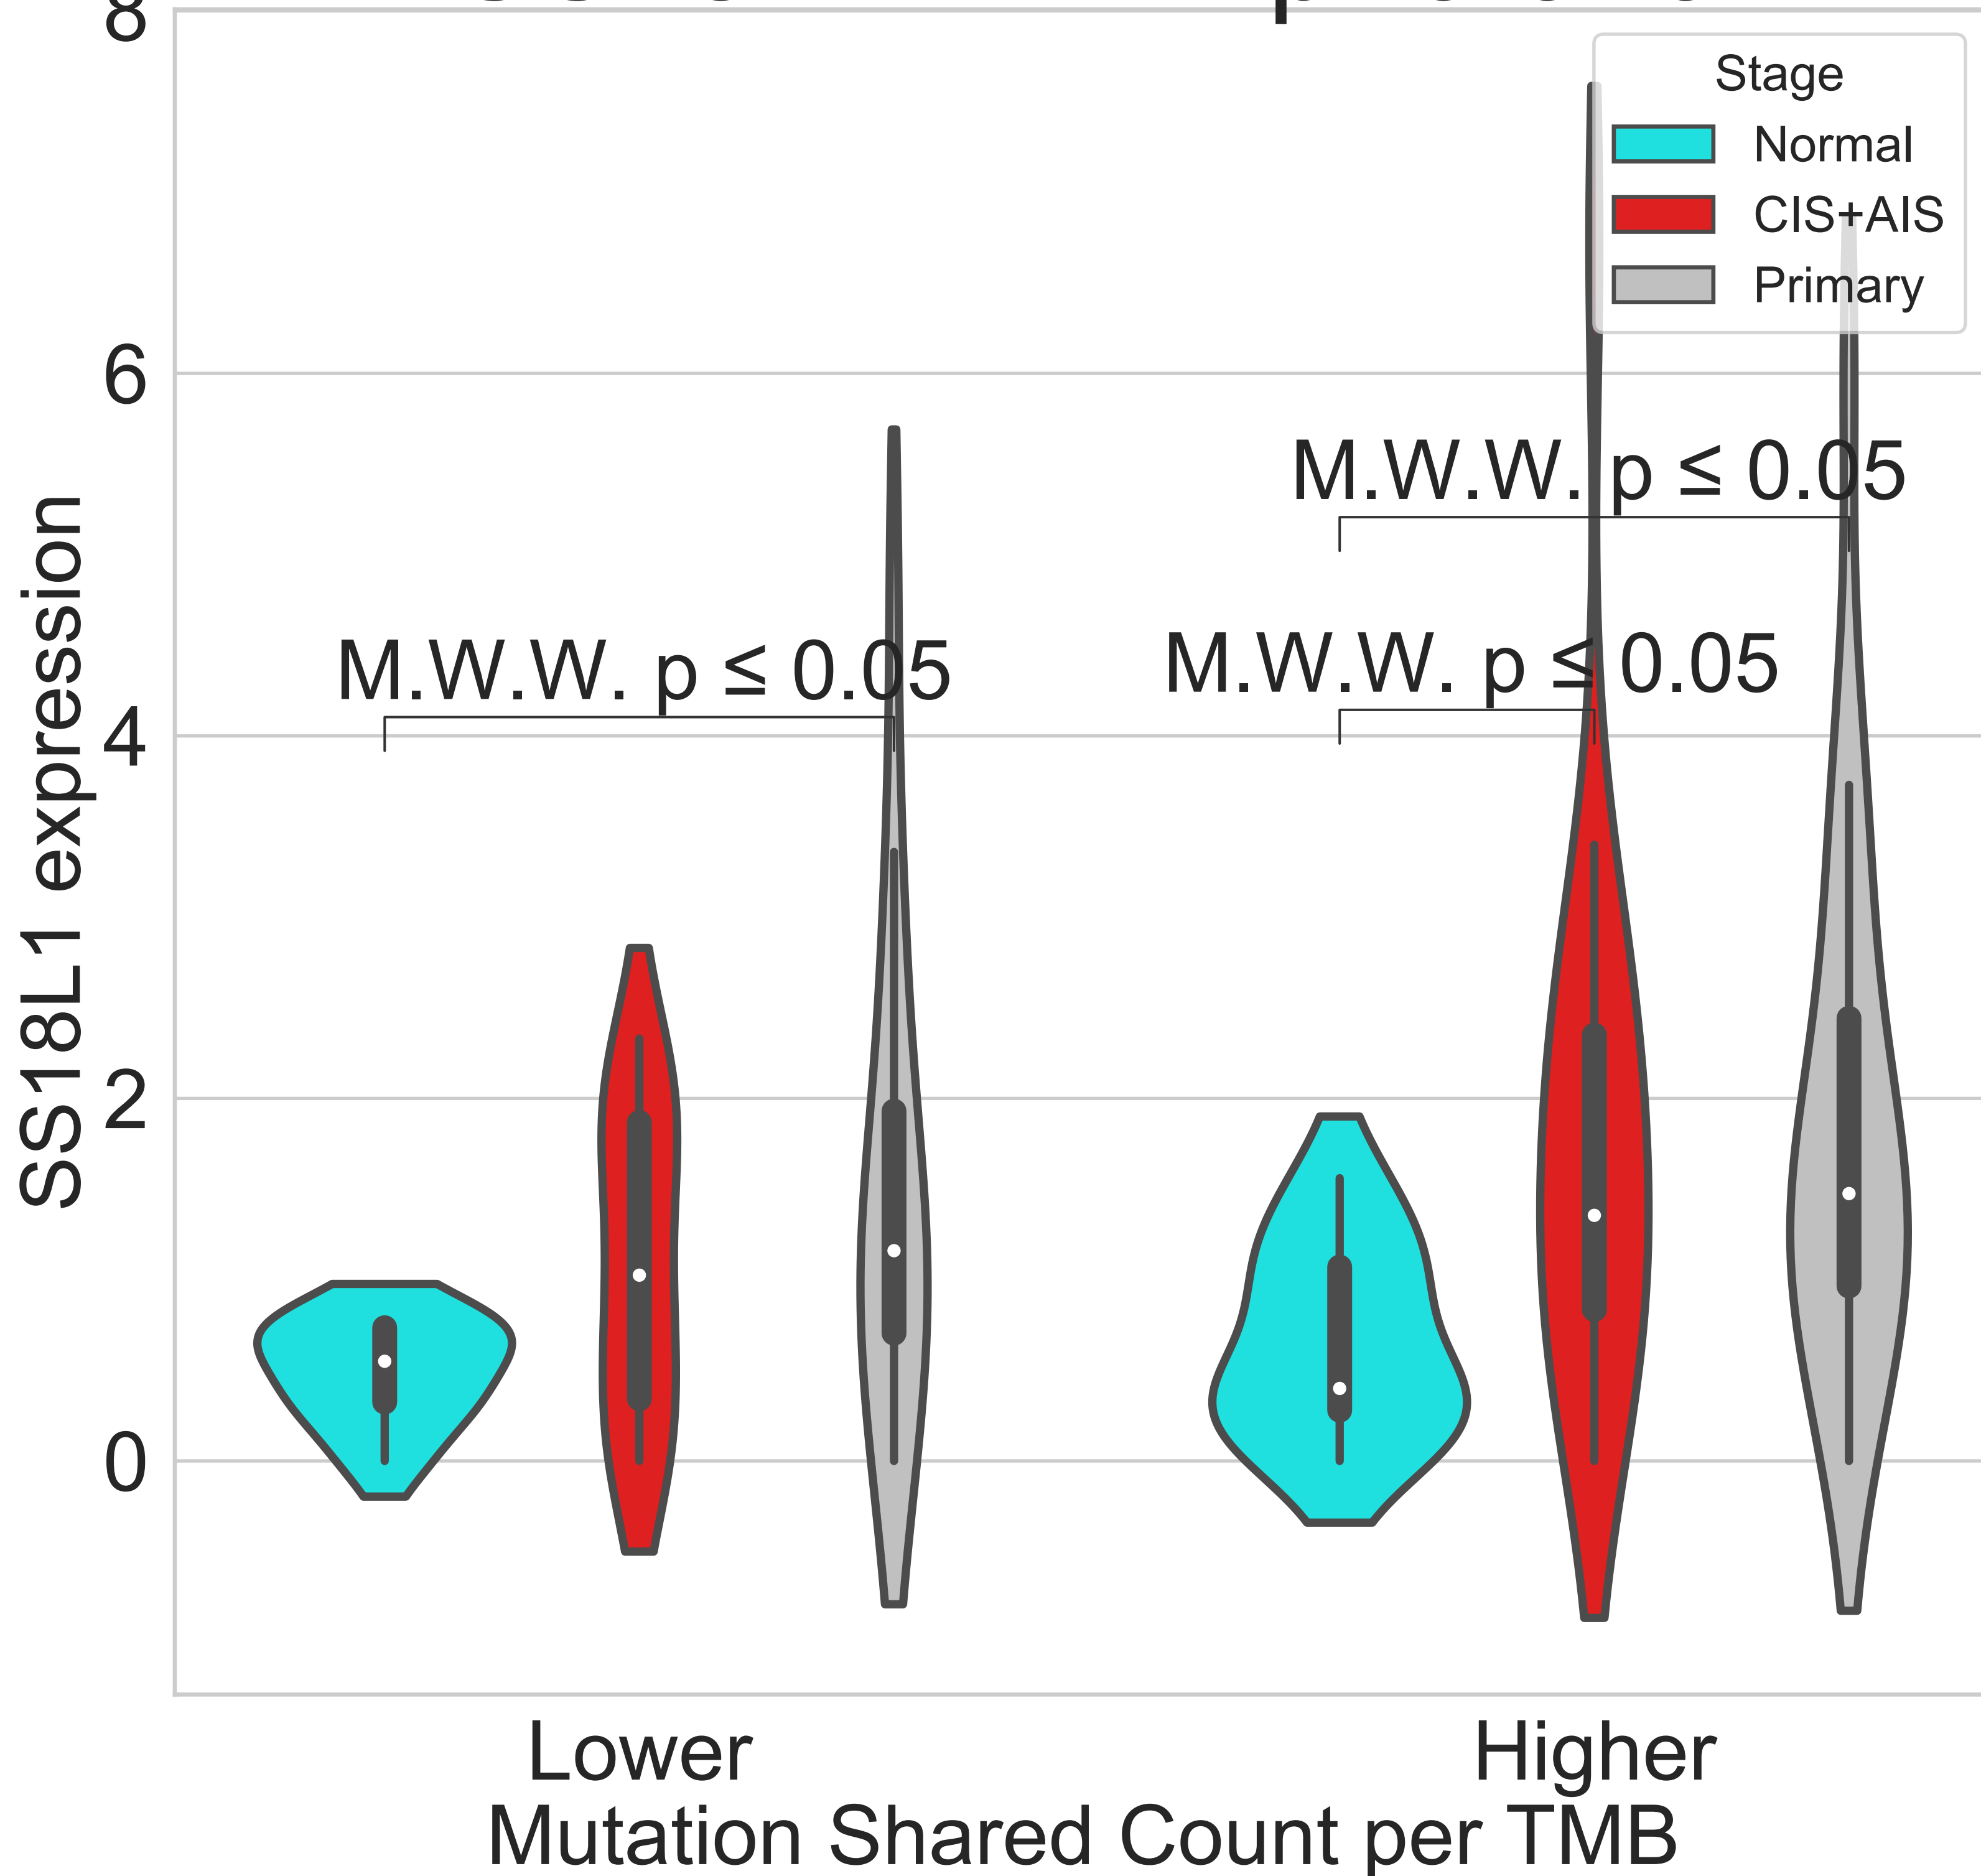 8
6
4
2
0
SS18L1 expression
Stage
Normal
CIS+AIS
Primary
M.W.W. p ≤ 0.05
M.W.W. p ≤ 0.05
M.W.W. p ≤ 0.05
Lower
Higher
Mutation Shared Count per TMB